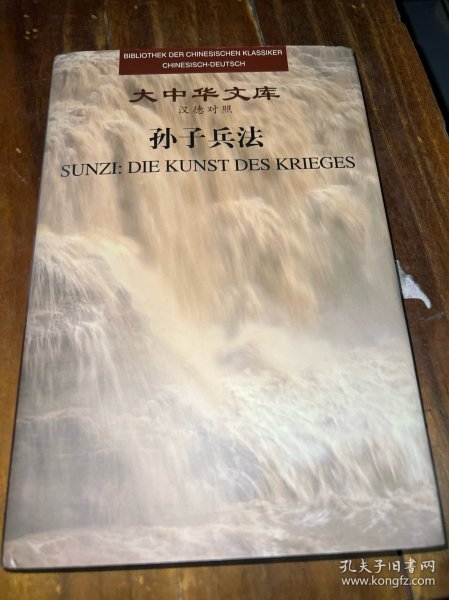 BIBLIOTHEK DER CHINESISCHEN KLASSIKER
CHINESISCH-DEUTSCH
大中华文库
汉德对照
孙子兵法
SUNZI: DIE KUNST DES KRIEGES
孔夫子旧书网
www.kongfz.com